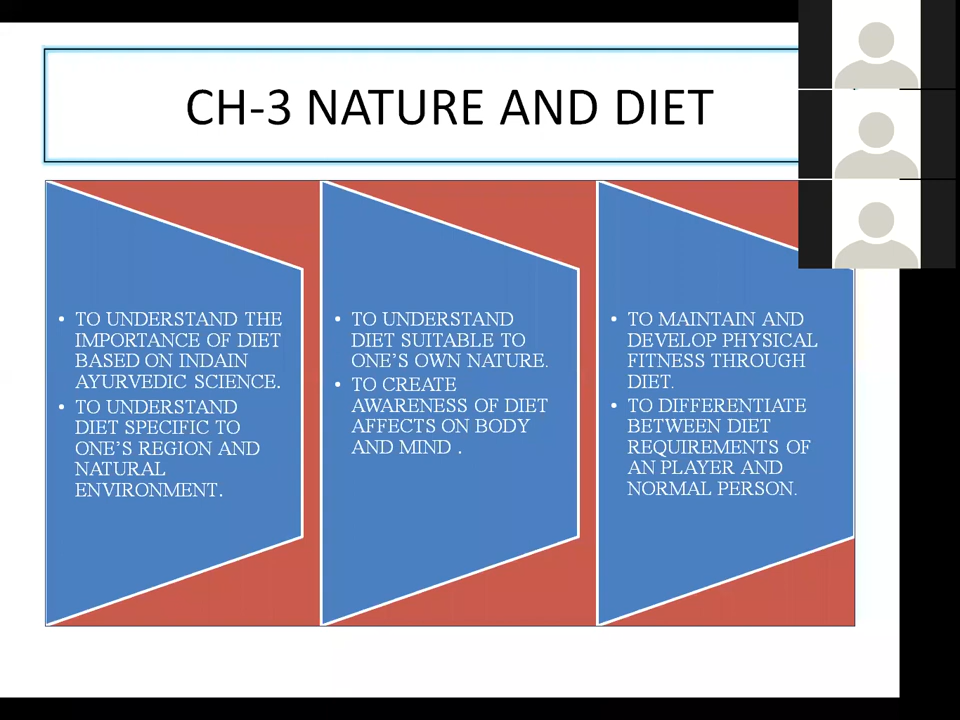 CH-3 NATURE AND DIET
• TO UNDERSTAND THE
IMPORTANCE OF DIET
BASED ON INDAIN
AYURVEDIC SCIENCE.
• TO UNDERSTAND
DIET SPECIFIC TO
ONE’S REGION AND
NATURAL
ENVIRONMENT.
• TO UNDERSTAND
DIET SUITABLE TO
ONE’S OWN NATURE.
• TO CREATE
AWARENESS OF DIET
AFFECTS ON BODY
AND MIND .
• TO MAINTAIN AND
DEVELOP PHYSICAL
FITNESS THROUGH
DIET.
• TO DIFFERENTIATE
BETWEEN DIET
REQUIREMENTS OF
AN PLAYER AND
NORMAL PERSON.